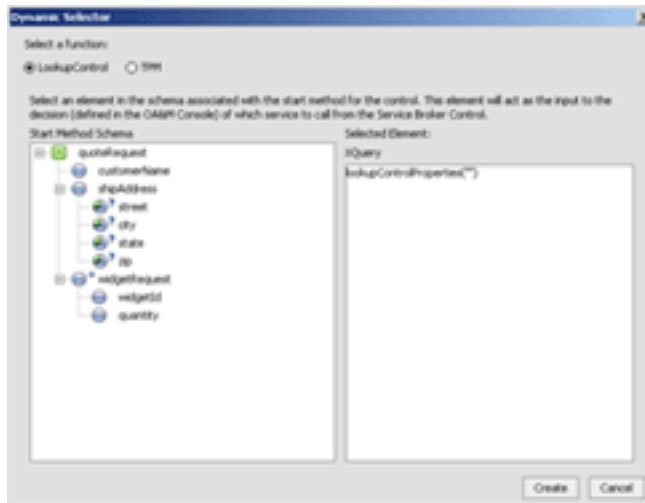 Dynamic Selector
Select a function:
LookupControl TPM
Select an element in the schema associated with the start method for the control. This element will act as the input to the
decision (defined in the OA&M Console) of which service to call from the Service Broker Control.
Start Method Schema
Selected Element:
quoteRequest
customerName
shipAddress
street
city
state
zip
widgetRequest
widgetId
quantity
XQuery
lookupControlProperties("")
Create Cancel